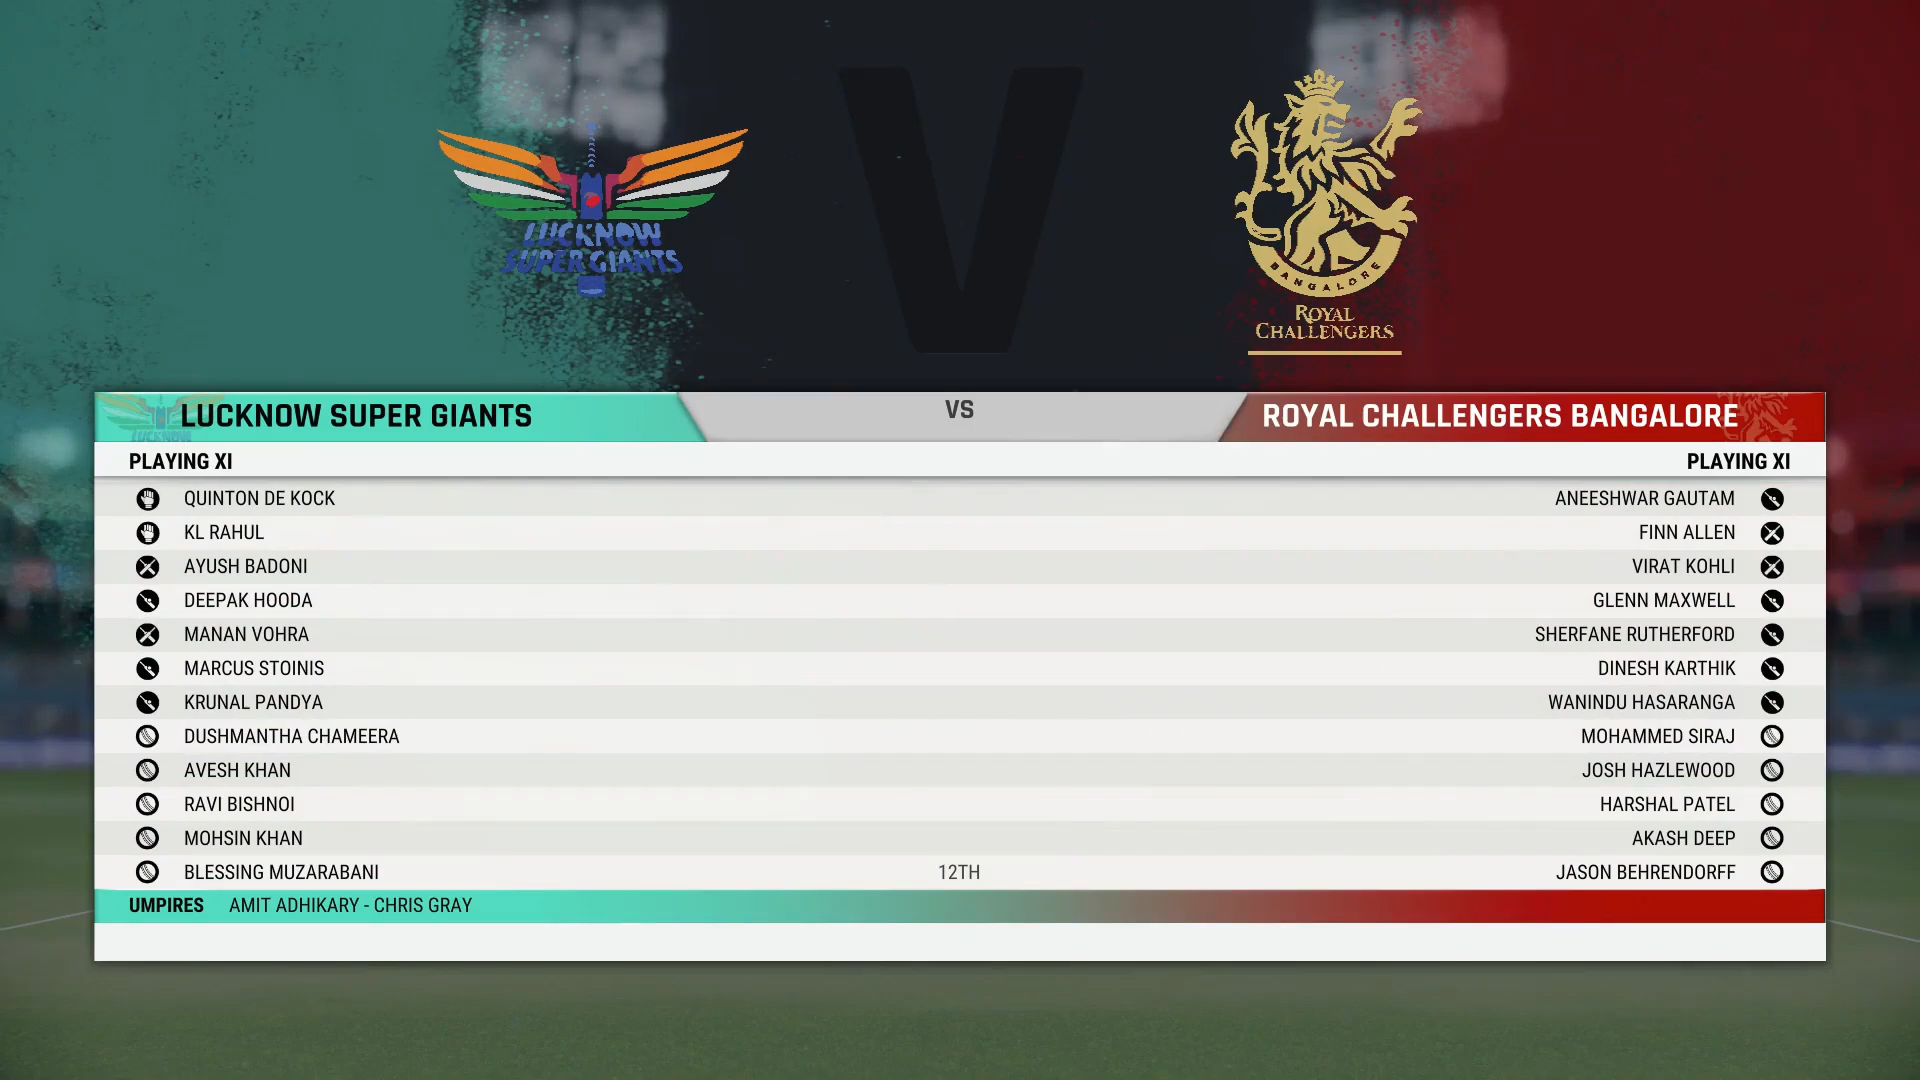 V
LUCKNOW
SUPER GIANTS
BANGALORE
ROYAL
CHALLENGERS
LUCKNOW SUPER GIANTS VS ROYAL CHALLENGERS BANGALORE
PLAYING XI PLAYING XI
QUINTON DE KOCK ANEESHWAR GAUTAM
KL RAHUL FINN ALLEN
AYUSH BADONI VIRAT KOHLI
DEEPAK HOODA GLENN MAXWELL
MANAN VOHRA SHERFANE RUTHERFORD
MARCUS STOINIS DINESH KARTHIK
KRUNAL PANDYA WANINDU HASARANGA
DUSHMANTHA CHAMEERA MOHAMMED SIRAJ
AVESH KHAN JOSH HAZLEWOOD
RAVI BISHNOI HARSHAL PATEL
MOHSIN KHAN AKASH DEEP
BLESSING MUZARABANI 12TH JASON BEHRENDORFF
UMPIRES AMIT ADHIKARY - CHRIS GRAY